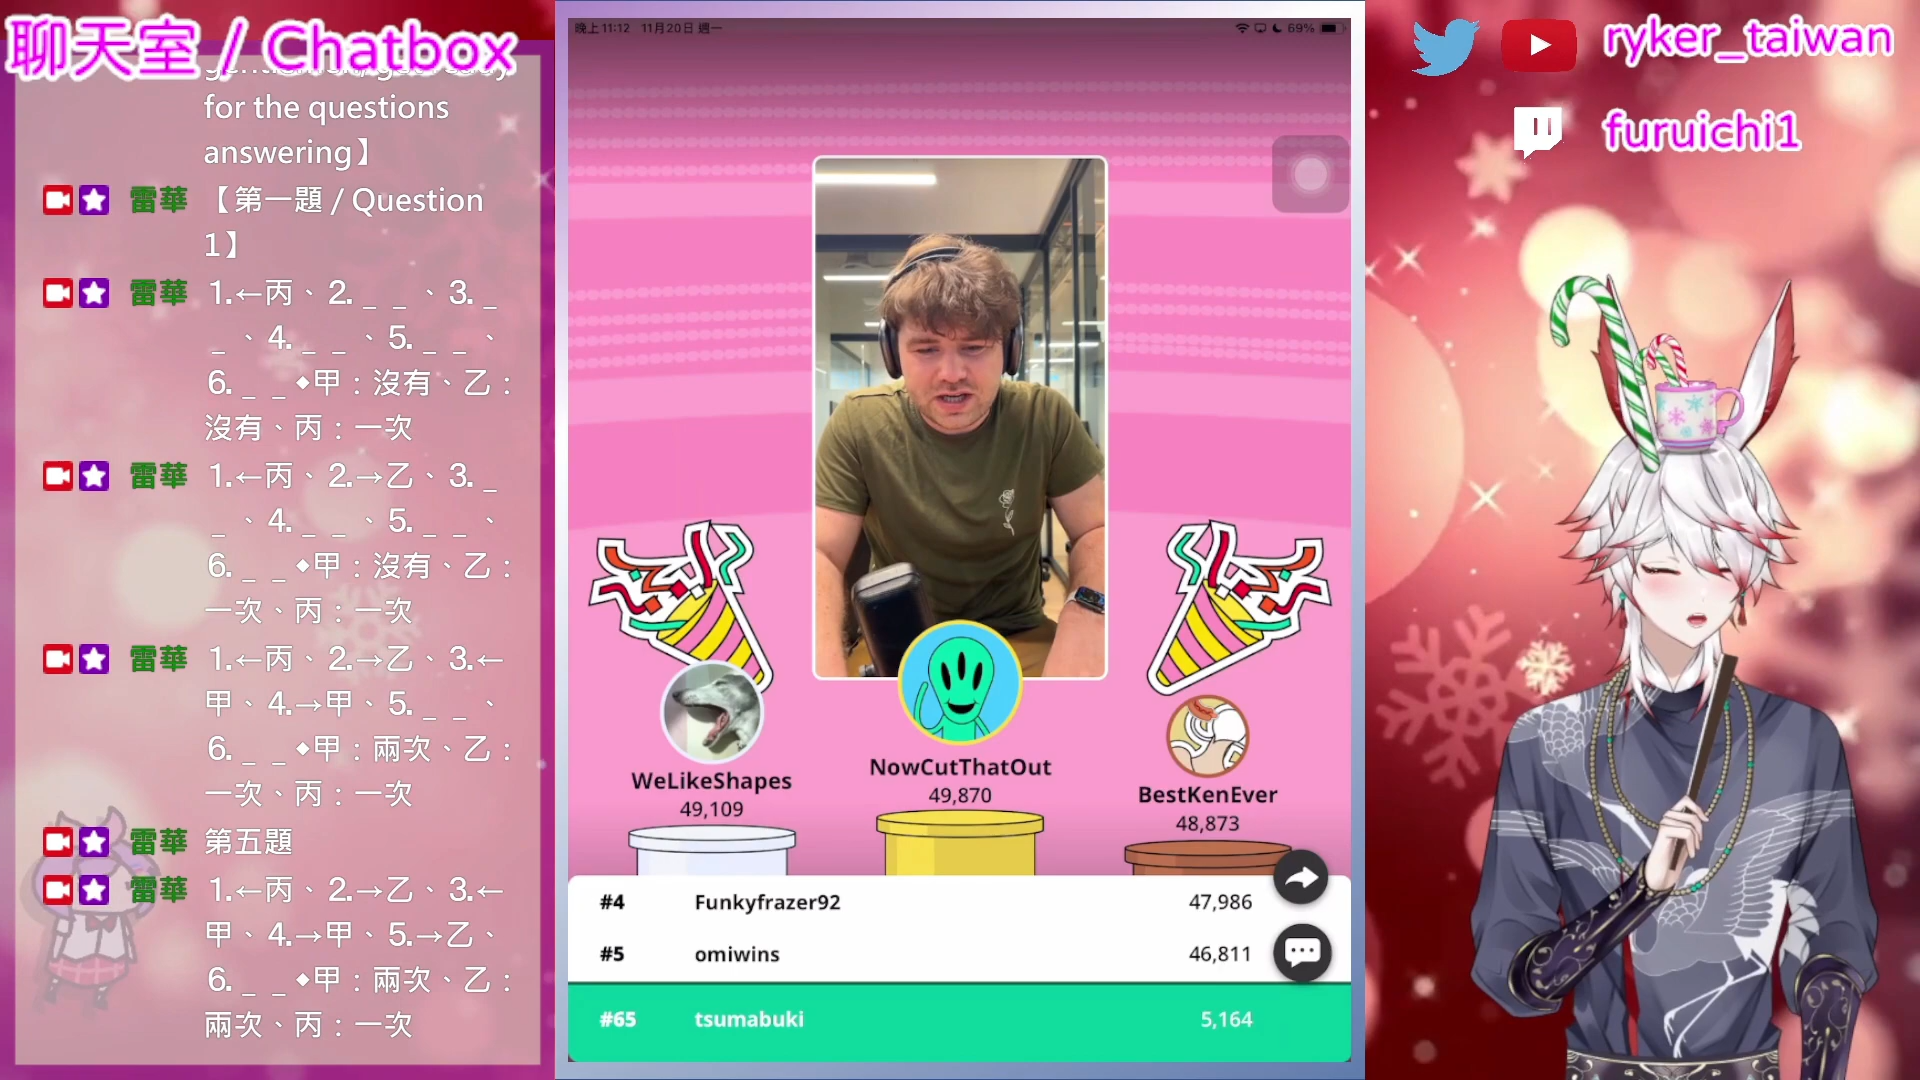 聊天室 / Chatbox
for the questions
answering】
雷華 【第一題 / Question
1】
雷華 1.←丙、2. _ _ 、3. _
_ 、4. _ _ 、5. _ _ 、
6. _ _ ◆甲：沒有、乙：
沒有、丙：一次
雷華 1.←丙、2.→乙、3. _
_ 、4. _ _ 、5. _ _ 、
6. _ _ ◆甲：沒有、乙：
一次、丙：一次
雷華 1.←丙、2.→乙、3.←
甲、4.→甲、5. _ _ 、
6. _ _ ◆甲：兩次、乙：
一次、丙：一次
雷華 第五題
雷華 1.←丙、2.→乙、3.←
甲、4.→甲、5.→乙、
6. _ _ ◆甲：兩次、乙：
兩次、丙：一次
晚上11:12 11月20日 週一
69%
WeLikeShapes
49,109
NowCutThatOut
49,870
BestKenEver
48,873
#4 Funkyfrazer92 47,986
#5 omiwins 46,811
#65 tsumabuki 5,164
ryker_taiwan
furuichi1